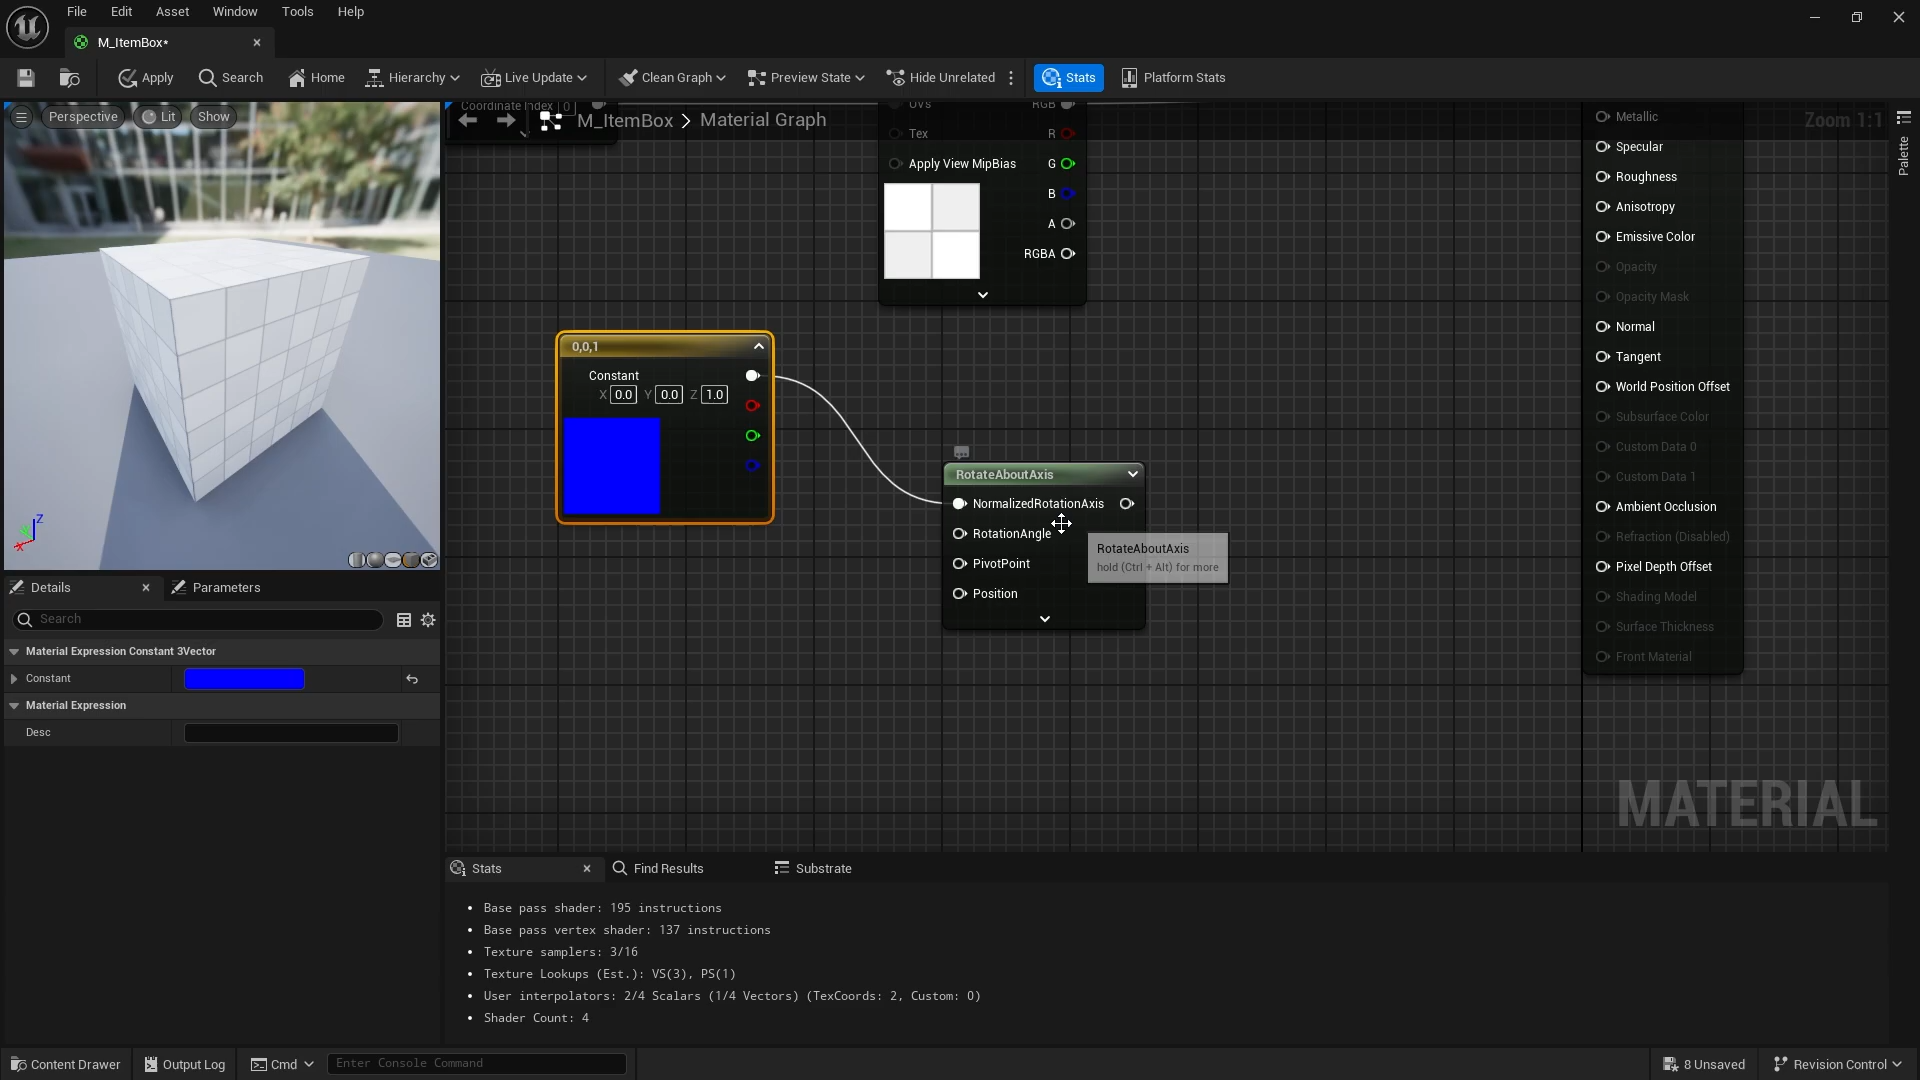 File Edit Asset Window Tools Help
M_ItemBox*
Apply Search Home Hierarchy Live Update Clean Graph Preview State Hide Unrelated Stats Platform Stats
Perspective Lit Show
Z
X
Coordinate Index 0
M_ItemBox > Material Graph
Zoom 1:1
Palette
UVs RGB
Tex R
Apply View MipBias G
B
A
RGBA
0,0,1
Constant
X 0.0 Y 0.0 Z 1.0
RotateAboutAxis
NormalizedRotationAxis
RotationAngle
PivotPoint
Position
RotateAboutAxis
hold (Ctrl + Alt) for more
Metallic
Specular
Roughness
Anisotropy
Emissive Color
Opacity
Opacity Mask
Normal
Tangent
World Position Offset
Subsurface Color
Custom Data 0
Custom Data 1
Ambient Occlusion
Refraction (Disabled)
Pixel Depth Offset
Shading Model
Surface Thickness
Front Material
MATERIAL
Details Parameters
Search
Material Expression Constant 3Vector
Constant
Material Expression
Desc
Stats Find Results Substrate
• Base pass shader: 195 instructions
• Base pass vertex shader: 137 instructions
• Texture samplers: 3/16
• Texture Lookups (Est.): VS(3), PS(1)
• User interpolators: 2/4 Scalars (1/4 Vectors) (TexCoords: 2, Custom: 0)
• Shader Count: 4
Content Drawer Output Log Cmd Enter Console Command 8 Unsaved Revision Control